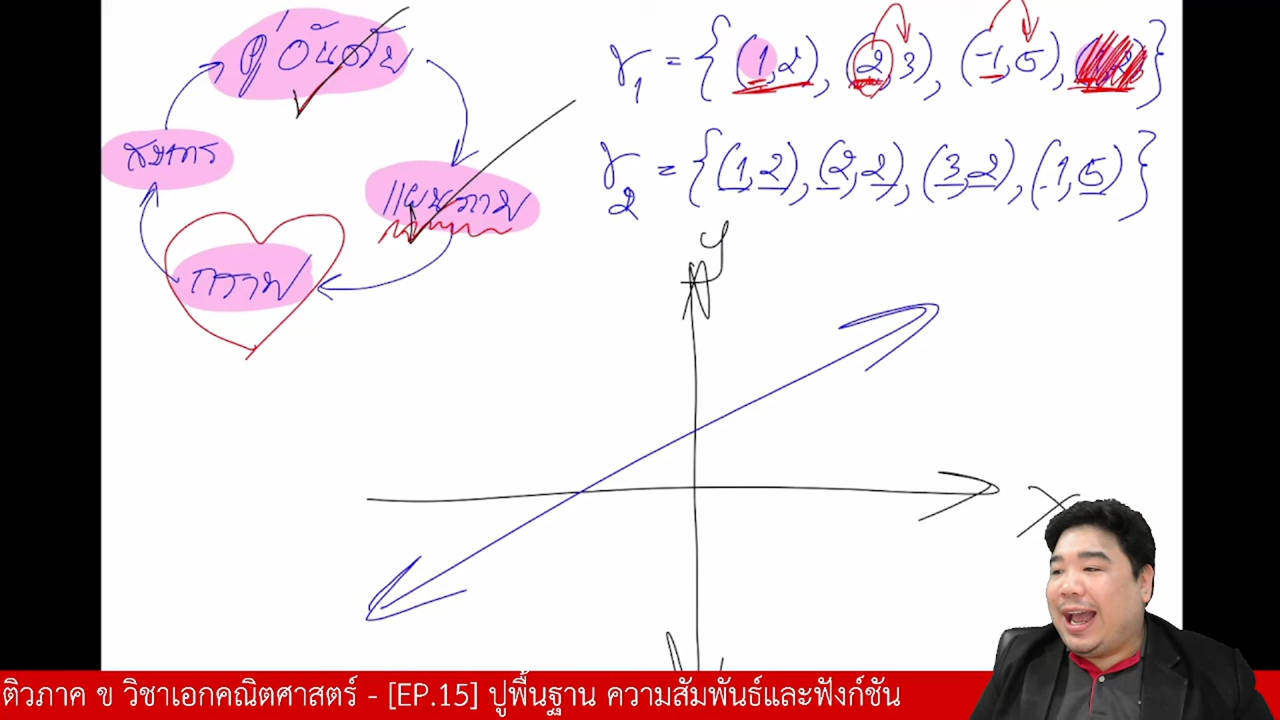 คู่อันดับ
แผนภาพ
กราฟ
สมการ
r₁ = {(1,2), (2,3), (-1,5), }
r₂ = {(1,2), (2,2), (3,2), (-1,5)}
y
x
ติวภาค ข วิชาเอกคณิตศาสตร์ - [EP.15] ปูพื้นฐาน ความสัมพันธ์และฟังก์ชัน